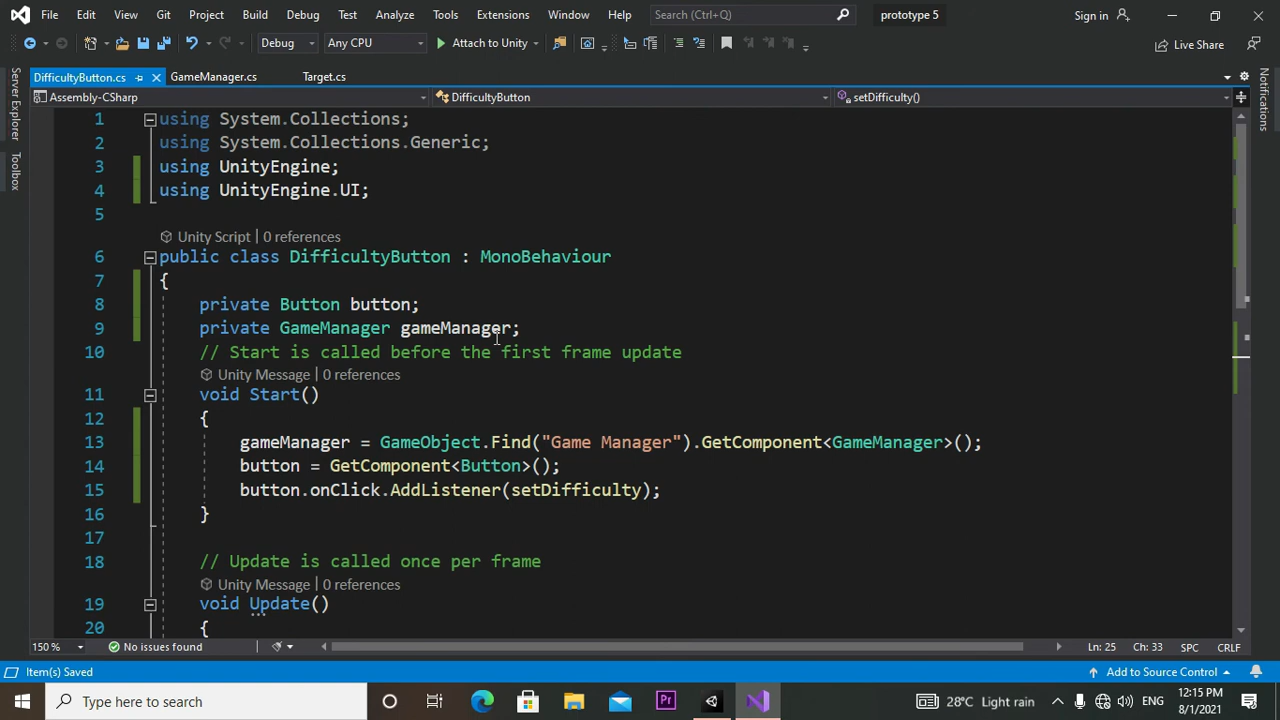 File Edit View Git Project Build Debug Test Analyze Tools Extensions Window Help Search (Ctrl+Q) prototype 5 Sign in
Debug Any CPU Attach to Unity Live Share
DifficultyButton.cs GameManager.cs Target.cs
Assembly-CSharp DifficultyButton setDifficulty()
Server Explorer
Toolbox
Notifications
1 using System.Collections;
2 using System.Collections.Generic;
3 using UnityEngine;
4 using UnityEngine.UI;
5
Unity Script | 0 references
6 public class DifficultyButton : MonoBehaviour
7 {
8 private Button button;
9 private GameManager gameManager;
10 // Start is called before the first frame update
Unity Message | 0 references
11 void Start()
12 {
13 gameManager = GameObject.Find("Game Manager").GetComponent<GameManager>();
14 button = GetComponent<Button>();
15 button.onClick.AddListener(setDifficulty);
16 }
17
18 // Update is called once per frame
Unity Message | 0 references
19 void Update()
20 {
150 % No issues found Ln: 25 Ch: 33 SPC CRLF
Item(s) Saved Add to Source Control
Type here to search Pr 28°C Light rain ENG 12:15 PM
8/1/2021